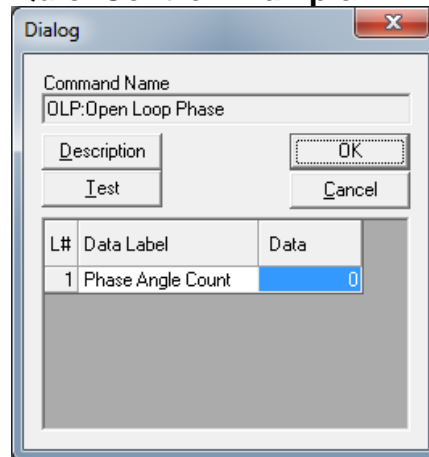 Dialog
Command Name
OLP:Open Loop Phase
Description
OK
Test
Cancel
L# Data Label Data
1 Phase Angle Count 0